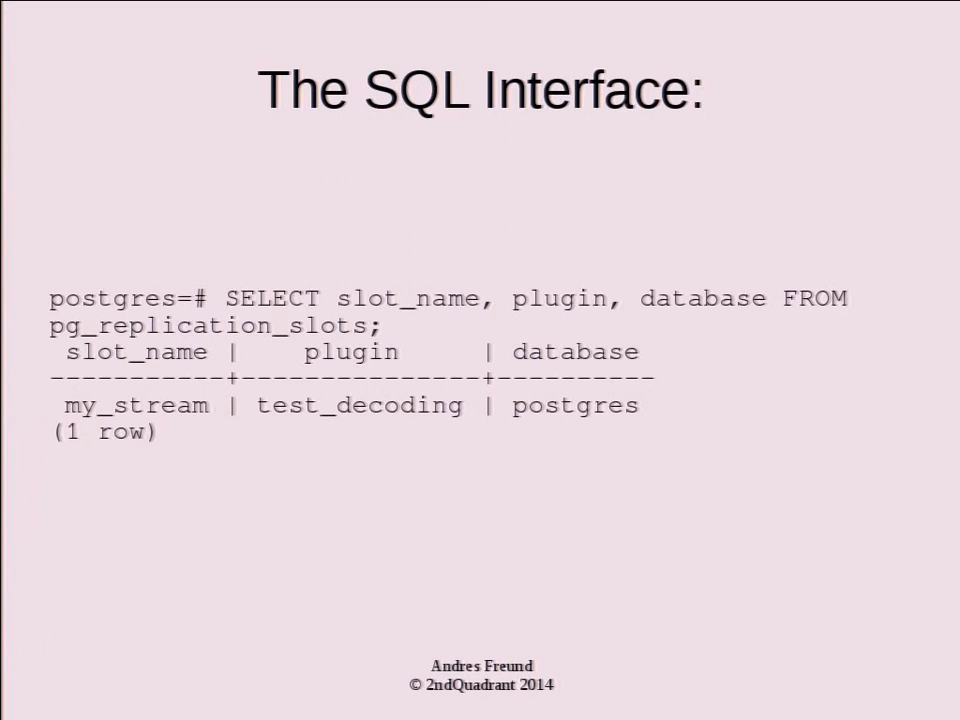 The SQL Interface:
postgres=# SELECT slot_name, plugin, database FROM
pg_replication_slots;
 slot_name |    plugin     | database
-----------+---------------+----------
 my_stream | test_decoding | postgres
(1 row)
Andres Freund
© 2ndQuadrant 2014